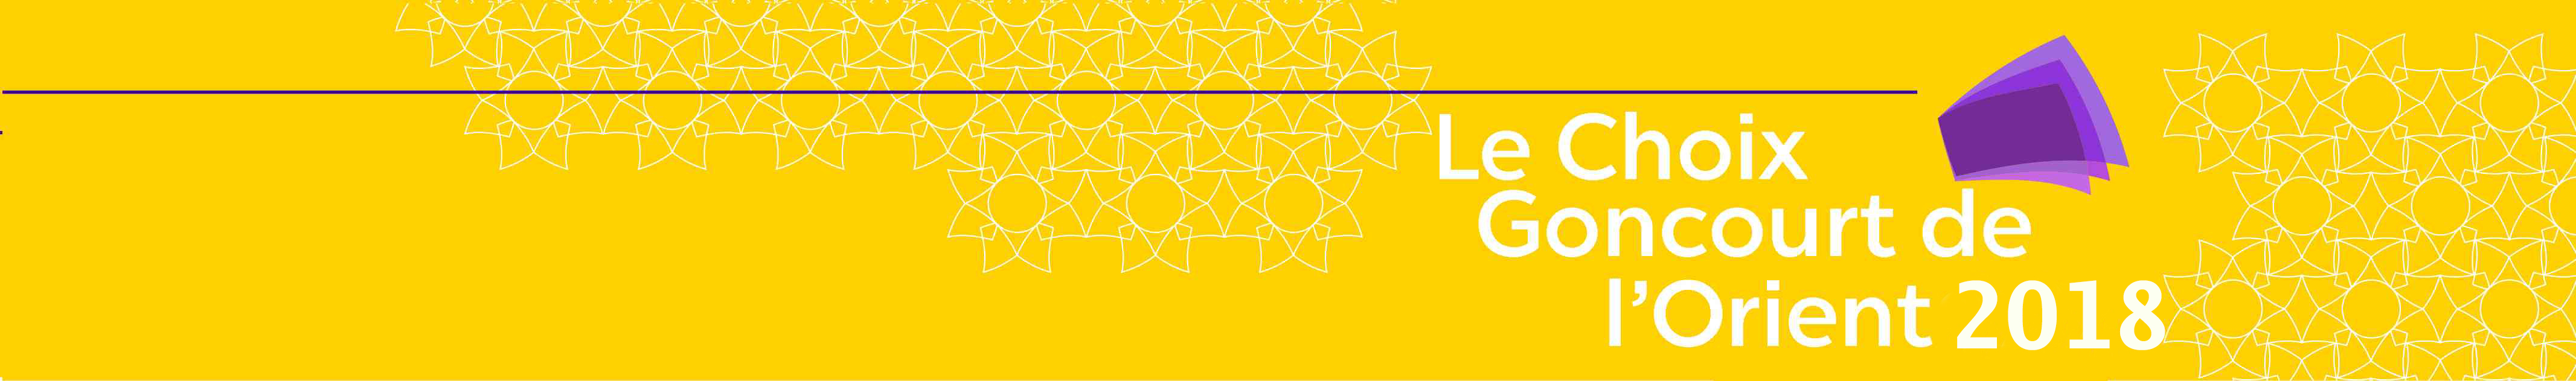 Le Choix
Goncourt de
l’Orient 2018